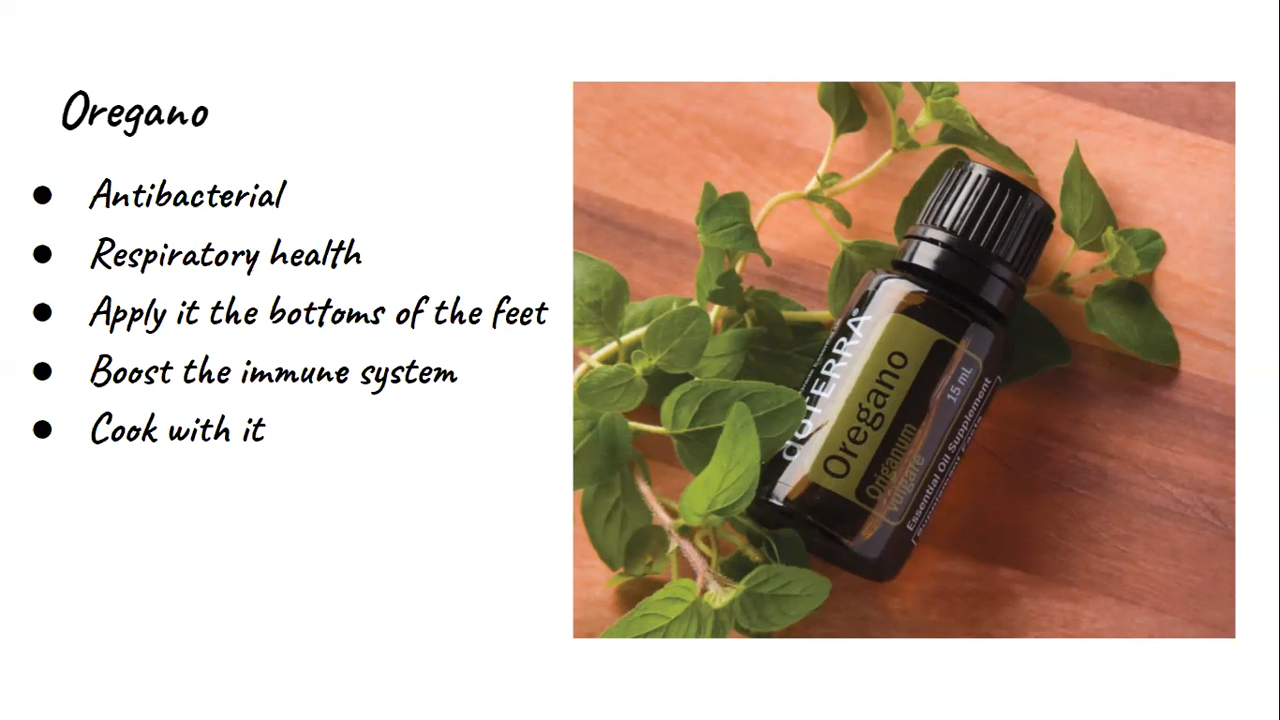 Oregano
Antibacterial
Respiratory health
Apply it the bottoms of the feet
Boost the immune system
Cook with it
dōTERRA
Oregano
Origanum
vulgare
15 mL
Essential Oil Supplement